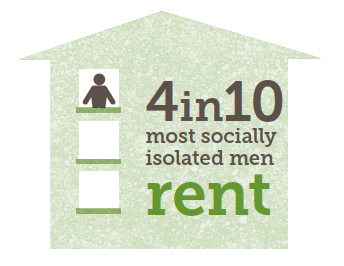 4in10
most socially
isolated men
rent